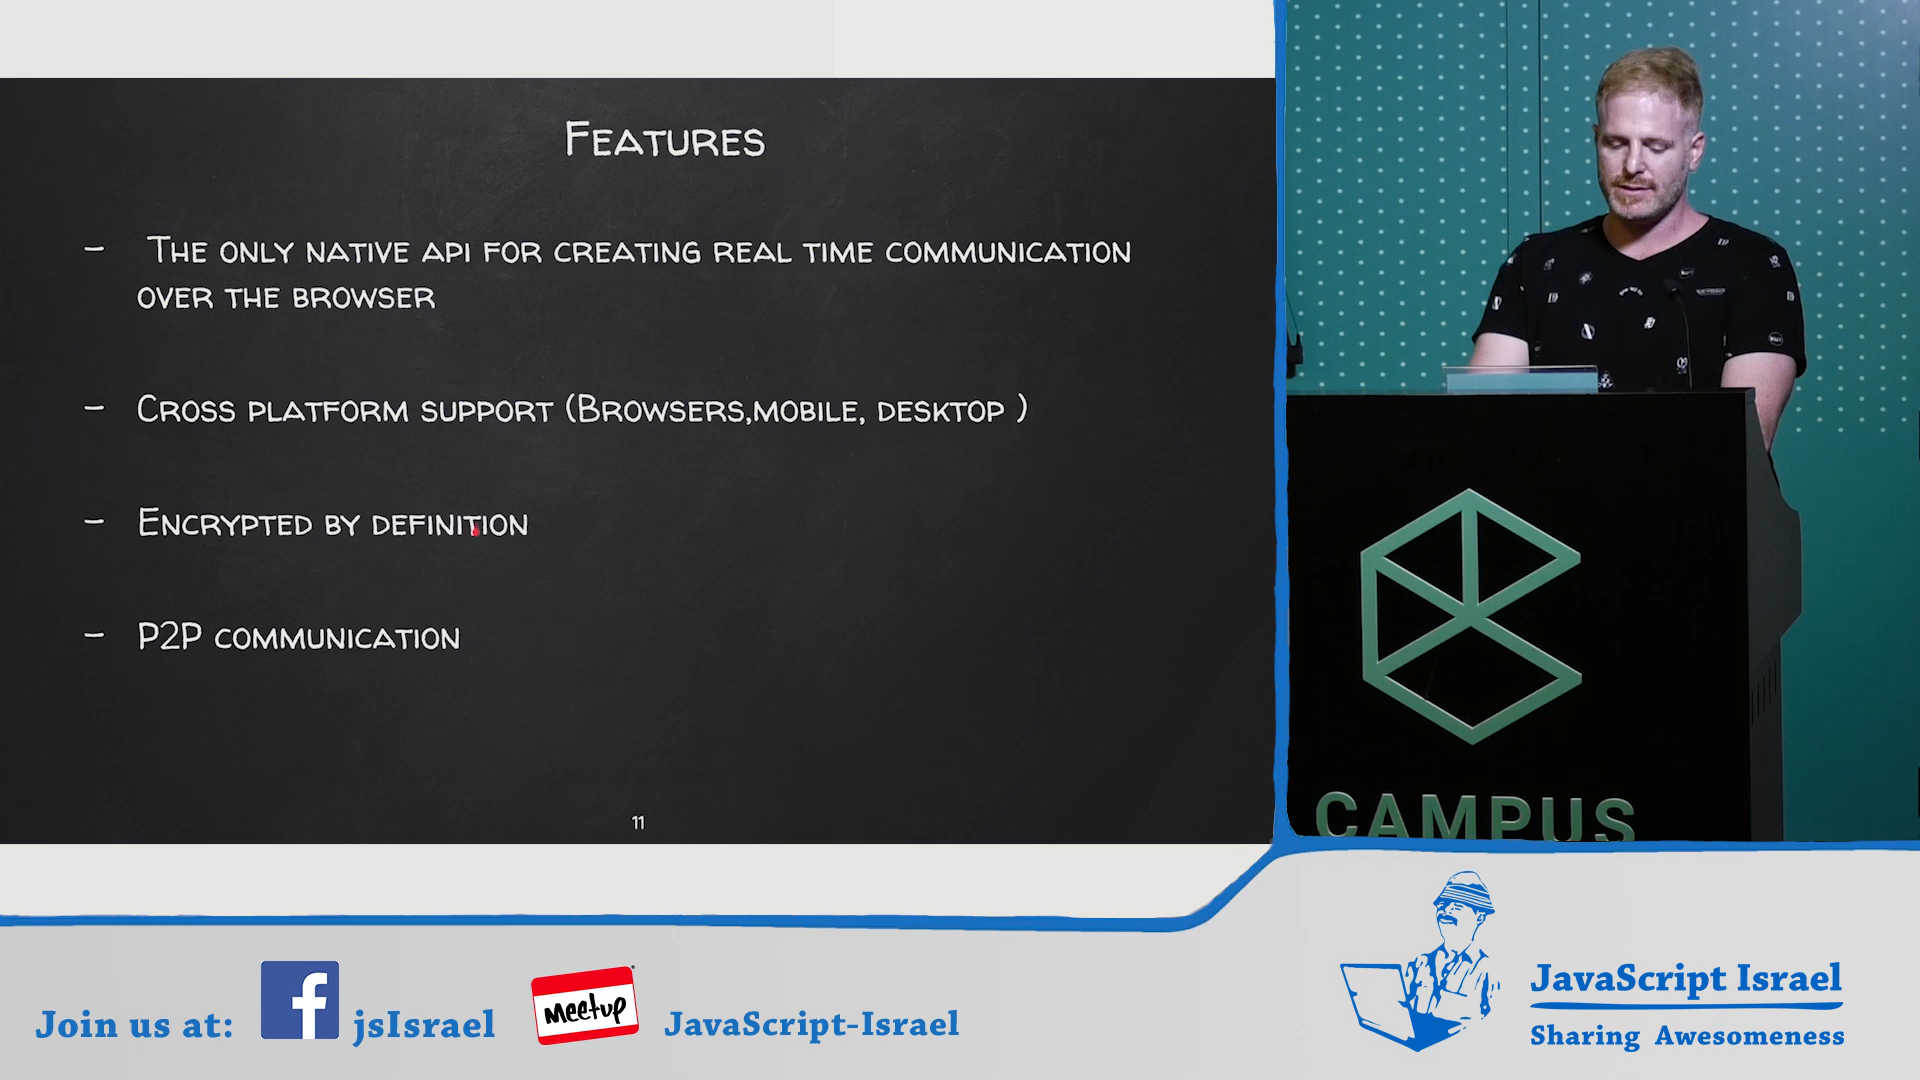 Features
- The only native api for creating real time communication
over the browser
- Cross platform support (Browsers,mobile, desktop )
- Encrypted by definition
- P2P communication
11
CAMPUS
Join us at:
f
jsIsrael
Meetup
JavaScript-Israel
JavaScript Israel
Sharing Awesomeness